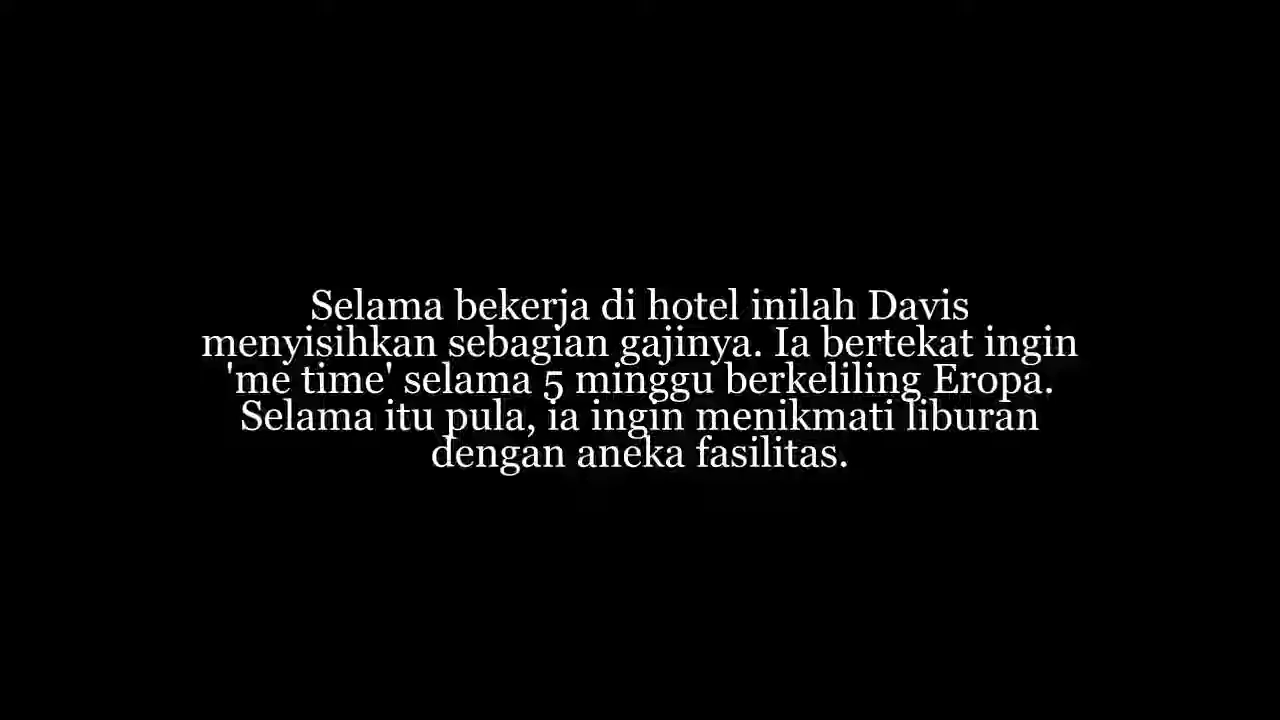 Selama bekerja di hotel inilah Davis
menyisihkan sebagian gajinya. Ia bertekat ingin
'me time' selama 5 minggu berkeliling Eropa.
Selama itu pula, ia ingin menikmati liburan
dengan aneka fasilitas.